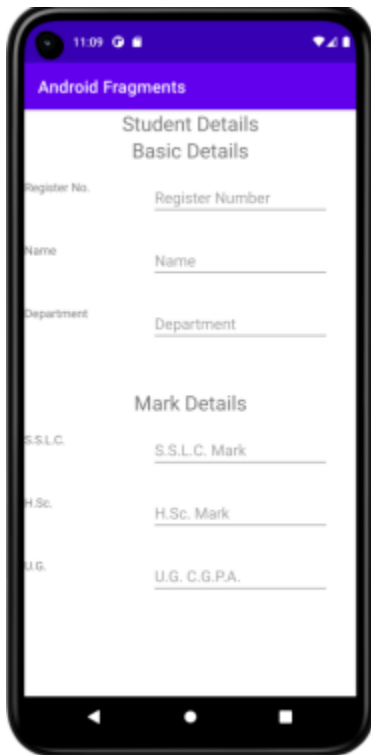 11:09 G
Android Fragments
Student Details
Basic Details
Register No. Register Number
Name Name
Department Department
Mark Details
S.S.L.C. S.S.L.C. Mark
H.Sc. H.Sc. Mark
U.G. U.G. C.G.P.A.